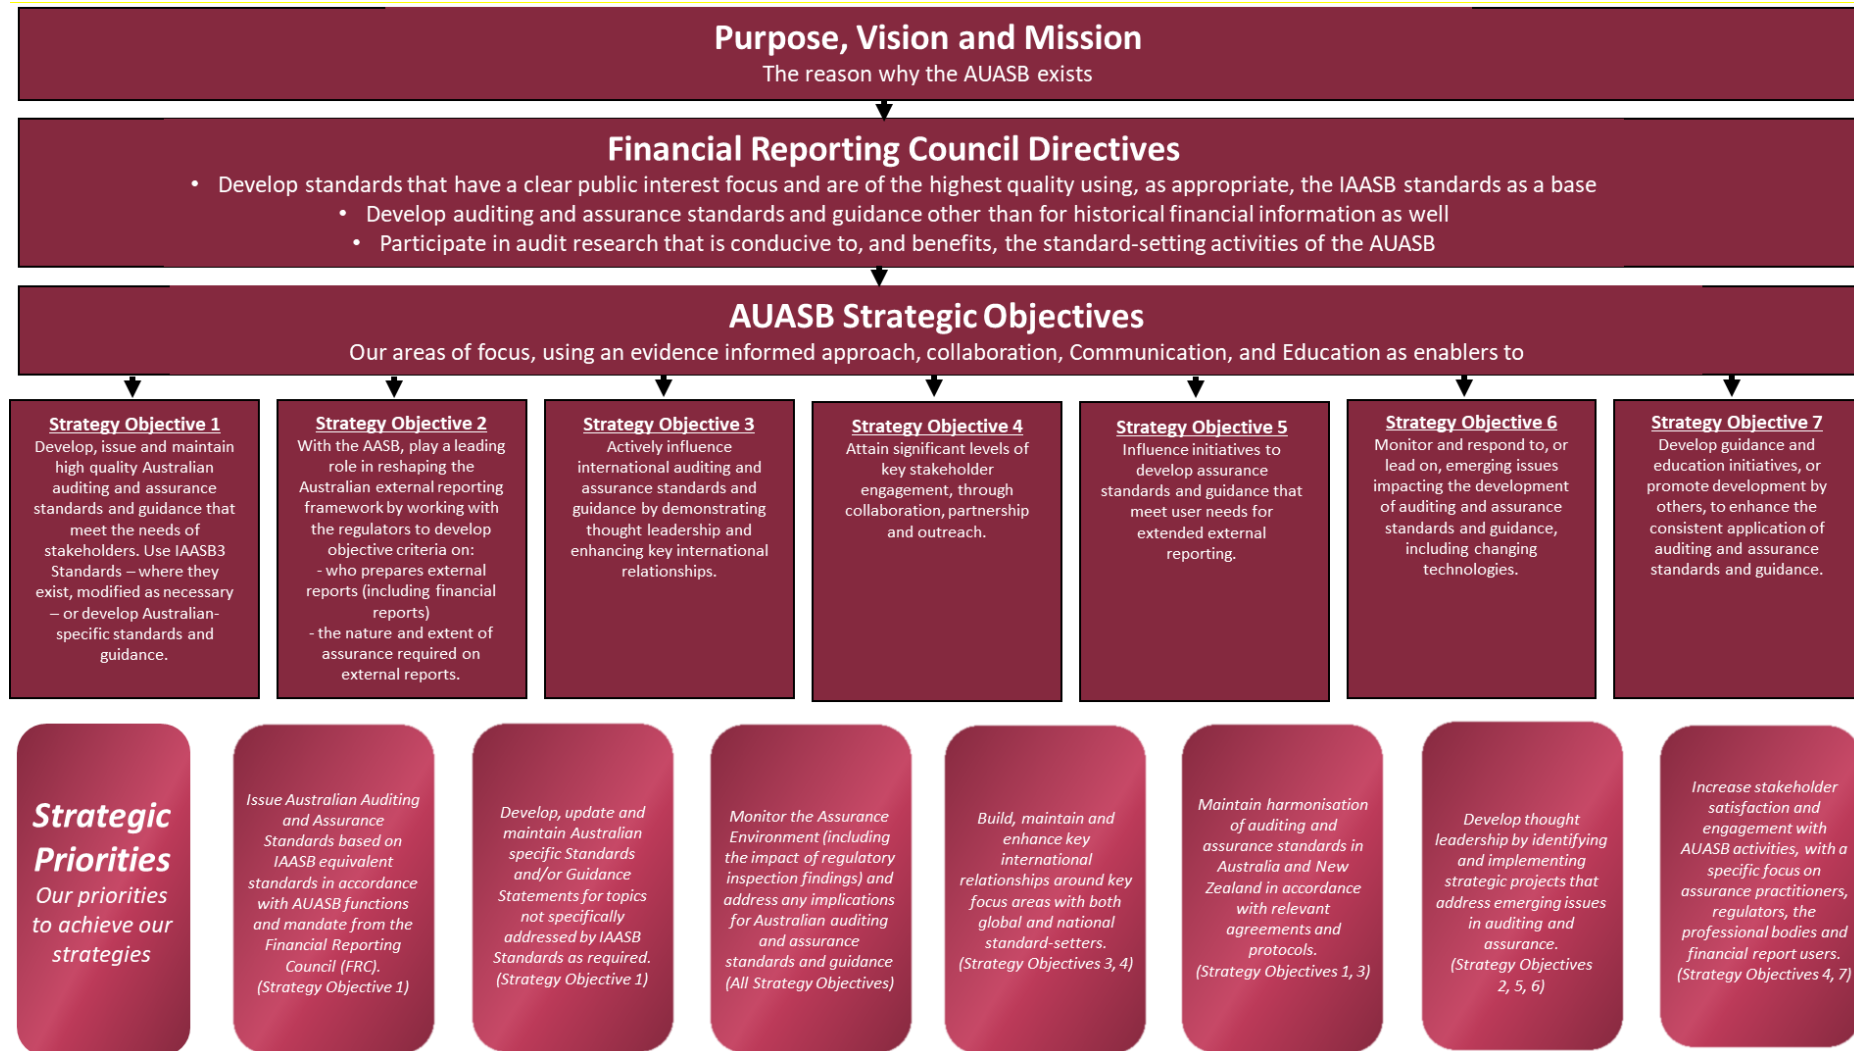 Purpose, Vision and Mission
The reason why the AUASB exists
Financial Reporting Council Directives
• Develop standards that have a clear public interest focus and are of the highest quality using, as appropriate, the IAASB standards as a base
• Develop auditing and assurance standards and guidance other than for historical financial information as well
• Participate in audit research that is conducive to, and benefits, the standard-setting activities of the AUASB
AUASB Strategic Objectives
Our areas of focus, using an evidence informed approach, collaboration, Communication, and Education as enablers to
Strategy Objective 1
Develop, issue and maintain
high quality Australian
auditing and assurance
standards and guidance that
meet the needs of
stakeholders. Use IAASB3
Standards – where they
exist, modified as necessary
– or develop Australian-
specific standards and
guidance.
Strategy Objective 2
With the AASB, play a leading
role in reshaping the
Australian external reporting
framework by working with
the regulators to develop
objective criteria on:
- who prepares external
reports (including financial
reports)
- the nature and extent of
assurance required on
external reports.
Strategy Objective 3
Actively influence
international auditing and
assurance standards and
guidance by demonstrating
thought leadership and
enhancing key international
relationships.
Strategy Objective 4
Attain significant levels of
key stakeholder
engagement, through
collaboration, partnership
and outreach.
Strategy Objective 5
Influence initiatives to
develop assurance
standards and guidance that
meet user needs for
extended external
reporting.
Strategy Objective 6
Monitor and respond to, or
lead on, emerging issues
impacting the development
of auditing and assurance
standards and guidance,
including changing
technologies.
Strategy Objective 7
Develop guidance and
education initiatives, or
promote development by
others, to enhance the
consistent application of
auditing and assurance
standards and guidance.
Strategic
Priorities
Our priorities
to achieve our
strategies
Issue Australian Auditing
and Assurance
Standards based on
IAASB equivalent
standards in accordance
with AUASB functions
and mandate from the
Financial Reporting
Council (FRC).
(Strategy Objective 1)
Develop, update and
maintain Australian
specific Standards
and/or Guidance
Statements for topics
not specifically
addressed by IAASB
Standards as required.
(Strategy Objective 1)
Monitor the Assurance
Environment (including
the impact of regulatory
inspection findings) and
address any implications
for Australian auditing
and assurance
standards and guidance
(All Strategy Objectives)
Build, maintain and
enhance key
international
relationships around key
focus areas with both
global and national
standard-setters.
(Strategy Objectives 3, 4)
Maintain harmonisation
of auditing and
assurance standards in
Australia and New
Zealand in accordance
with relevant
agreements and
protocols.
(Strategy Objectives 1, 3)
Develop thought
leadership by identifying
and implementing
strategic projects that
address emerging issues
in auditing and
assurance.
(Strategy Objectives
2, 5, 6)
Increase stakeholder
satisfaction and
engagement with
AUASB activities, with a
specific focus on
assurance practitioners,
regulators, the
professional bodies and
financial report users.
(Strategy Objectives 4, 7)